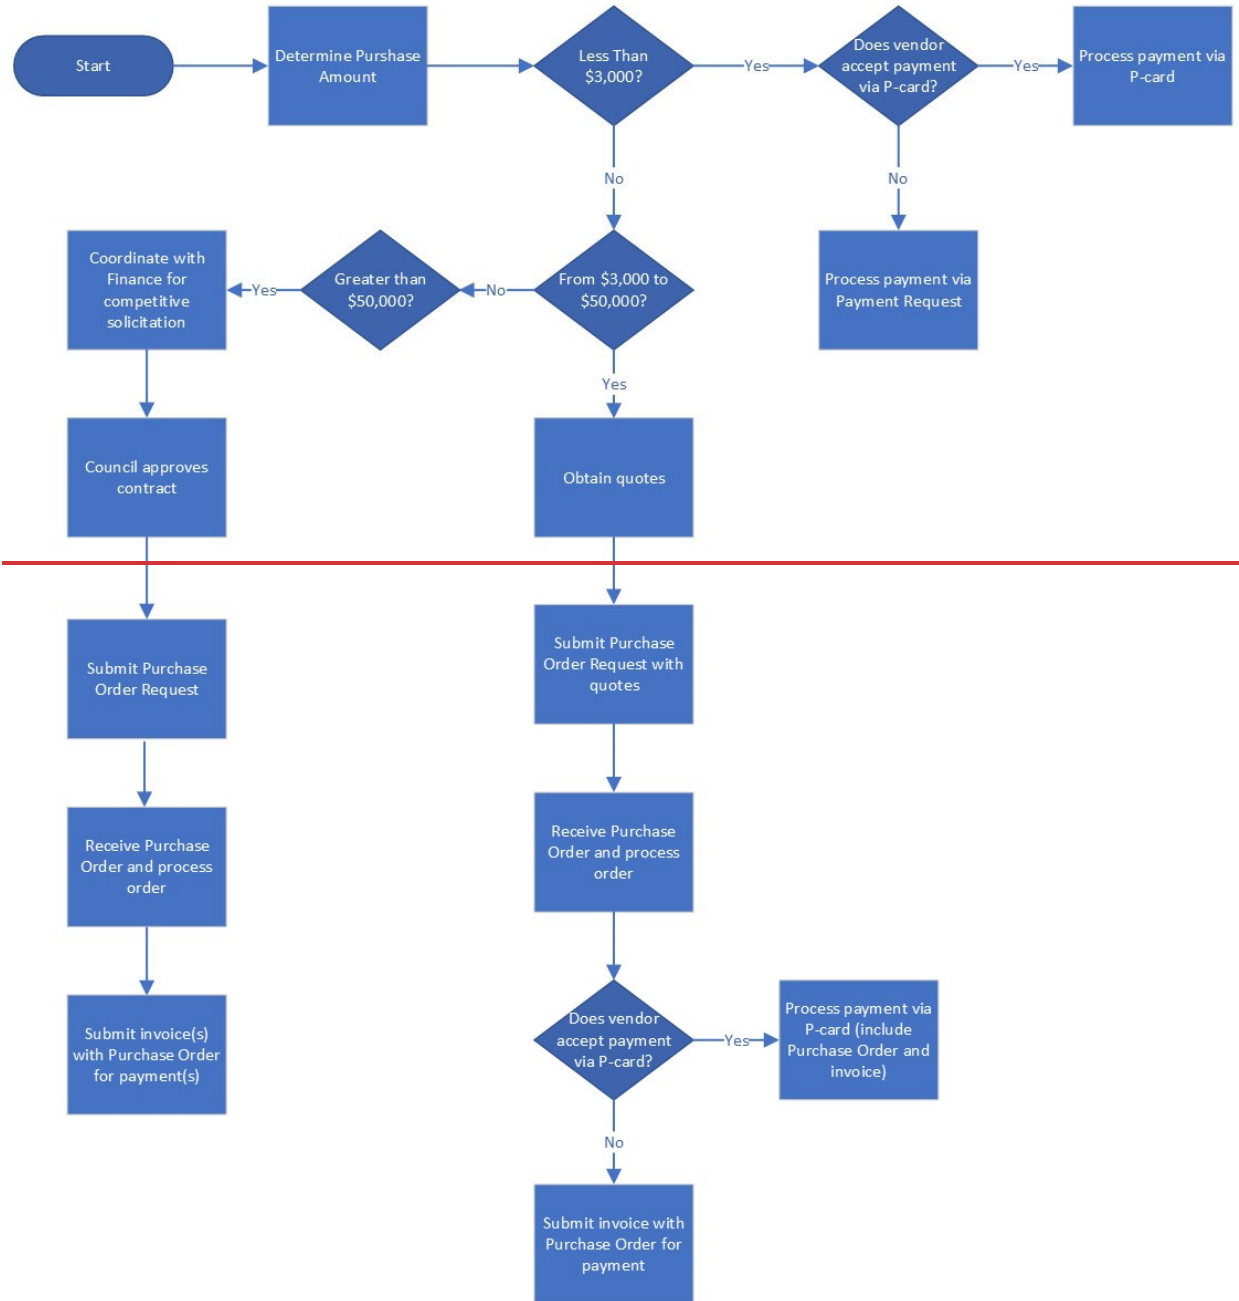 Start
Determine Purshase
Amount
Less Than
$3,000?
Yes
Does vendor
accept payment
via P-card?
Yes
Process payment via
P-card
No
No
Coordinate with
Finance for
competitive
solicitation
Yes
Greater than
$50,000?
No
From $3,000 to
$50,000?
Process payment via
Payment Request
Yes
Council approves
contract
Obtain quotes
Submit Purchase
Order Request
Submit Purchase
Order Request with
quotes
Receive Purchase
Order and process
order
Receive Purchase
Order and process
order
Submit invoice(s)
with Purchase Order
for payment(s)
Does vendor
accept payment
via P-card?
Yes
Process payment via
P-card (include
Purchase Order and
invoice)
No
Submit invoice with
Purchase Order for
payment